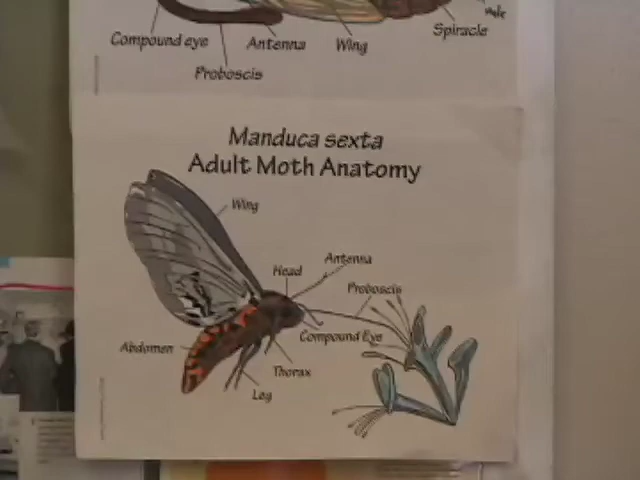 Compound eye
Antenna
Wing
Spiracle
Proboscis
Manduca sexta
Adult Moth Anatomy
Wing
Antenna
Head
Proboscis
Compound Eye
Abdomen
Thorax
Leg